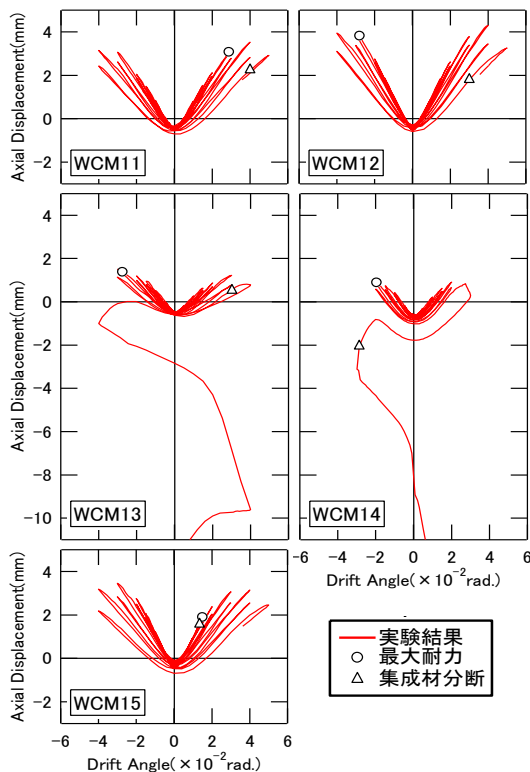 Axial Displacement(mm)
4
2
0
-2
WCM11
WCM12
Axial Displacement(mm)
4
2
0
-2
-4
-6
-8
-10
WCM13
WCM14
-6 -4 -2 0 2 4 6
Drift Angle(×10⁻²rad.)
Axial Displacement(mm)
4
2
0
-2
WCM15
-6 -4 -2 0 2 4 6
Drift Angle(×10⁻²rad.)
実験結果
最大耐力
集成材分断